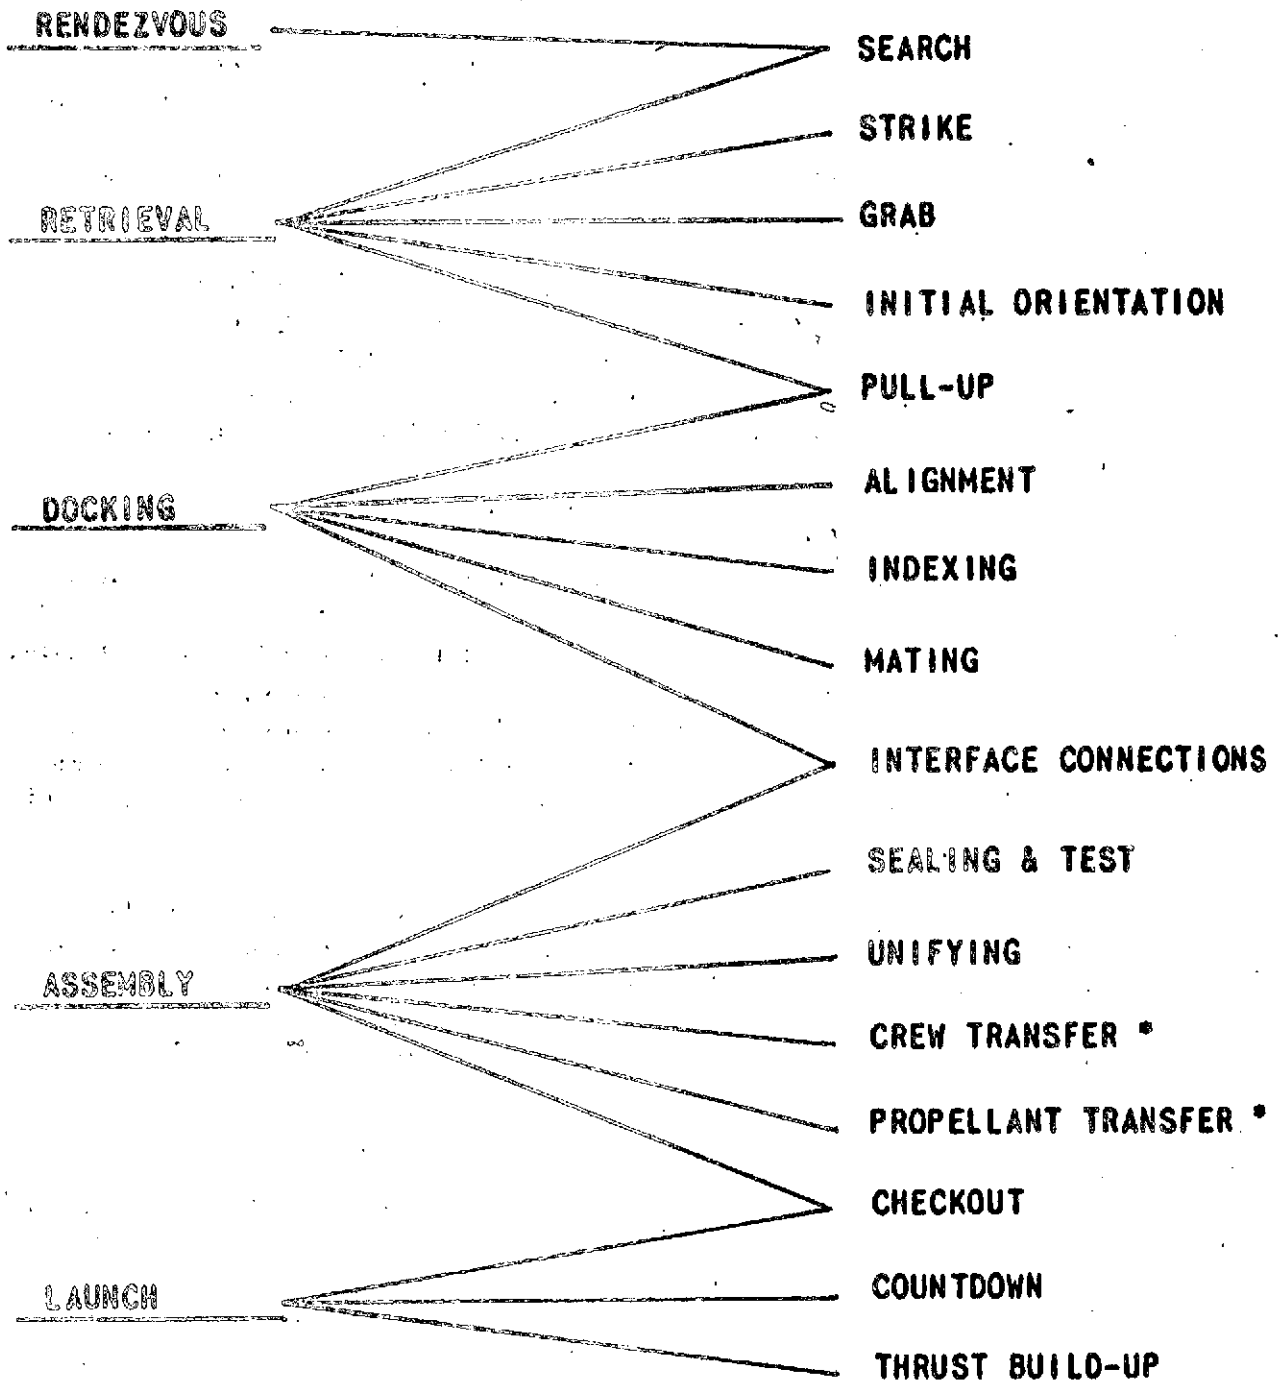 RENDEZVOUS
SEARCH
STRIKE
RETRIEVAL
GRAB
INITIAL ORIENTATION
PULL-UP
ALIGNMENT
DOCKING
INDEXING
MATING
INTERFACE CONNECTIONS
SEALING & TEST
UNIFYING
ASSEMBLY
CREW TRANSFER *
PROPELLANT TRANSFER *
CHECKOUT
COUNTDOWN
LAUNCH
THRUST BUILD-UP